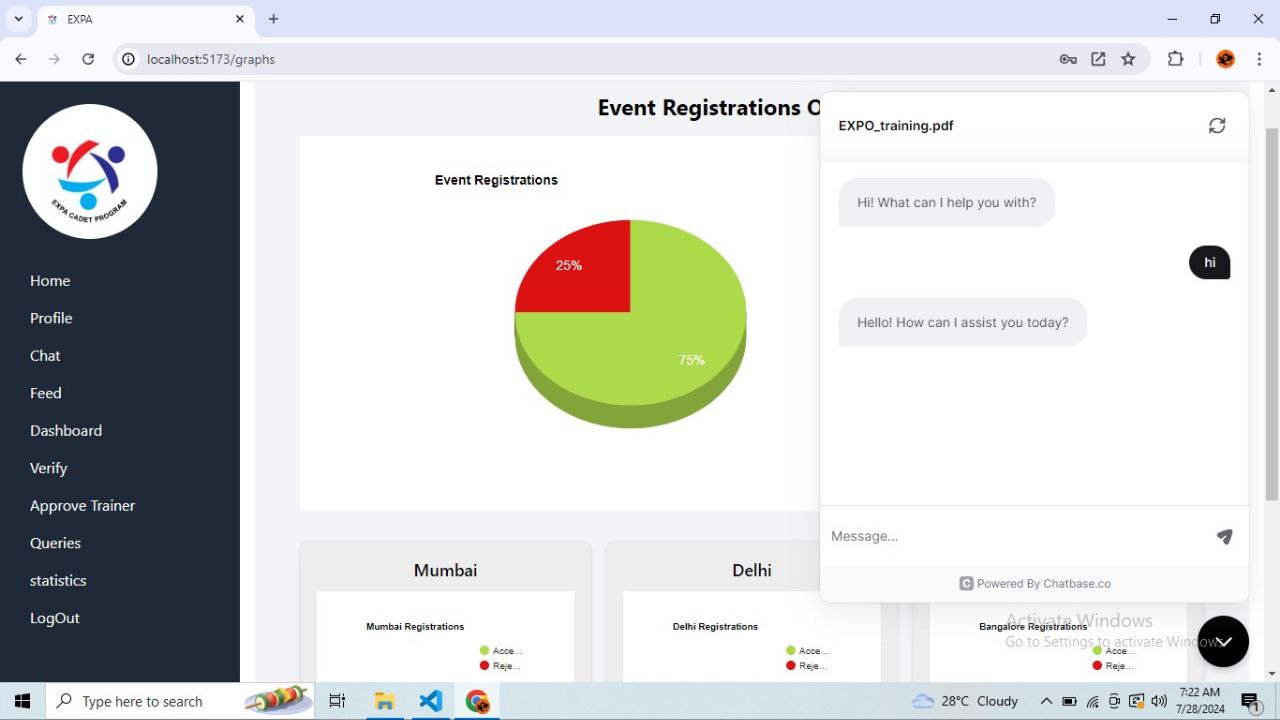 EXPA
localhost:5173/graphs
EXPA CADET PROGRAM
Home
Profile
Chat
Feed
Dashboard
Verify
Approve Trainer
Queries
statistics
LogOut
Event Registrations O
Event Registrations
25%
75%
Mumbai
Mumbai Registrations
Acce...
Reje...
Delhi
Delhi Registrations
Acce...
Reje...
Bangalore Registrations
Acce...
Reje...
EXPO_training.pdf
Hi! What can I help you with?
hi
Hello! How can I assist you today?
Message...
C Powered By Chatbase.co
Activate Windows
Go to Settings to activate Windows.
Type here to search
28°C Cloudy
7:22 AM
7/28/2024
1